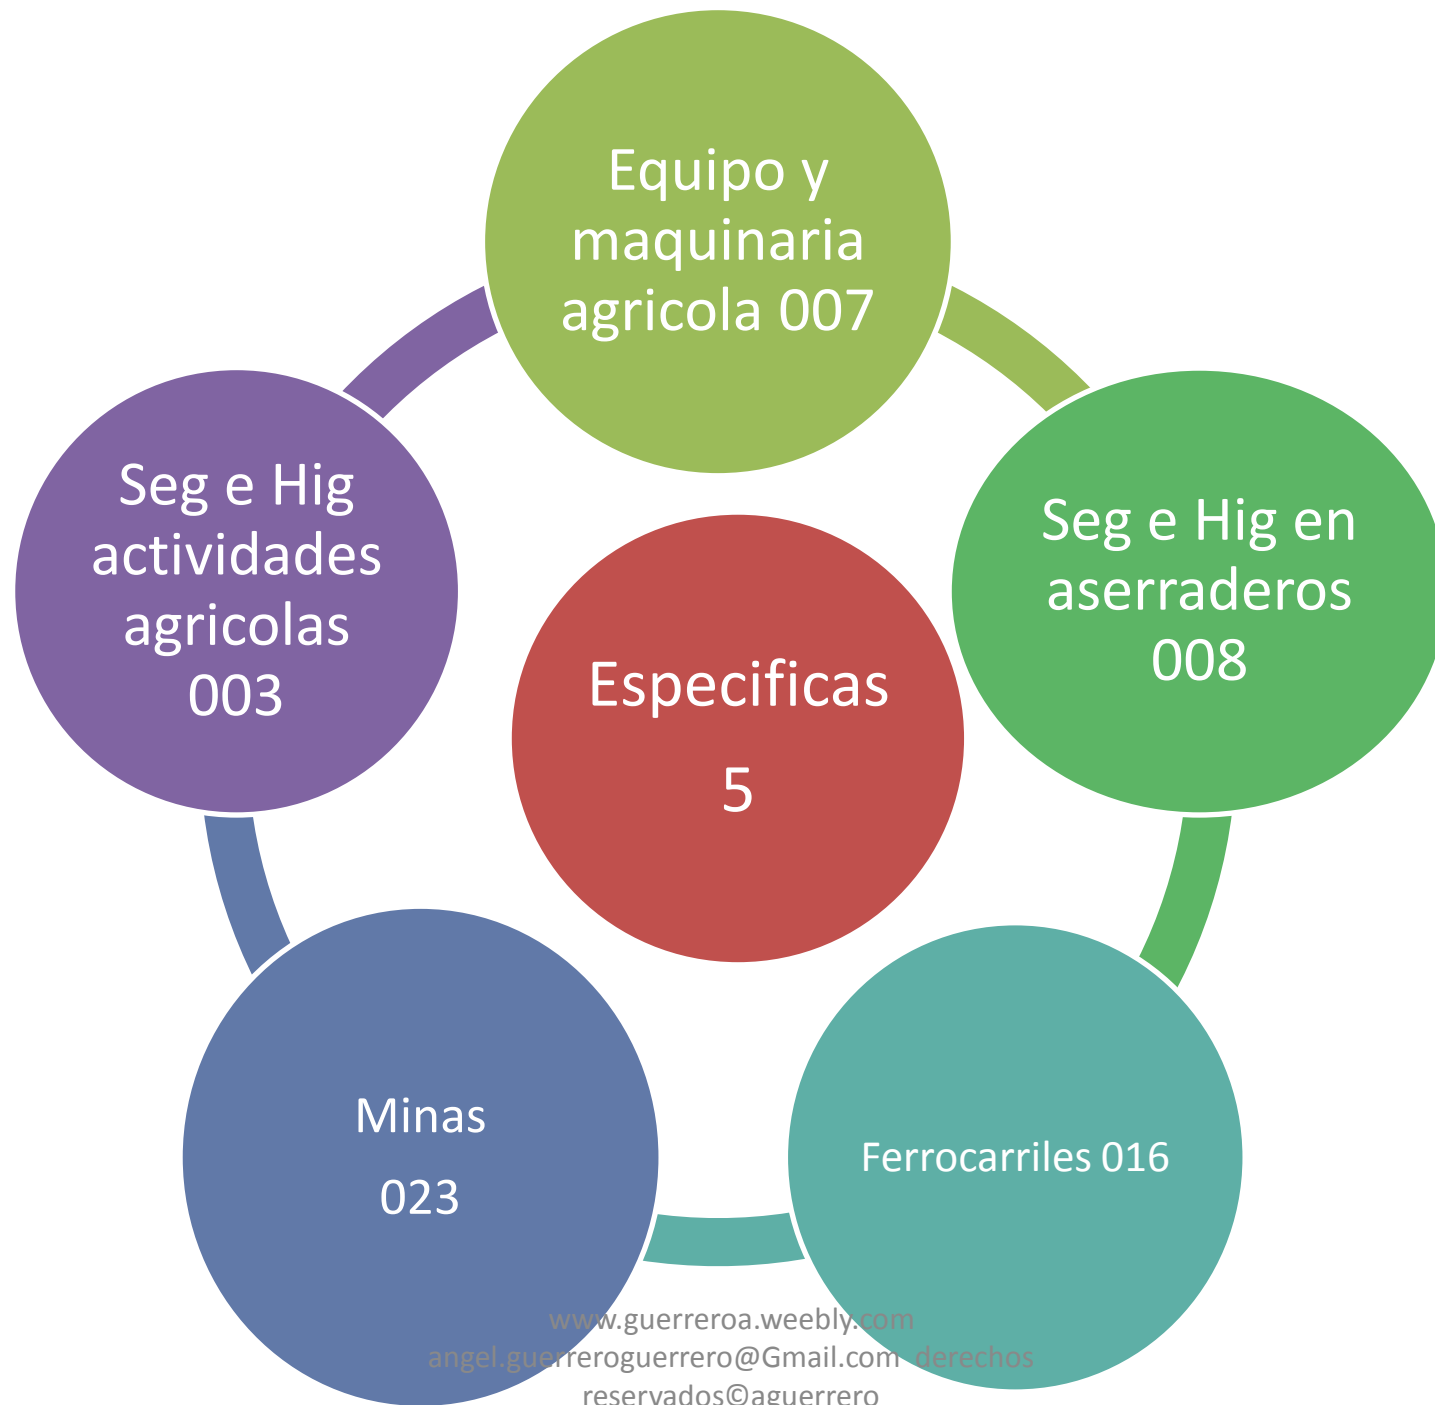 Equipo y
maquinaria
agricola 007
Seg e Hig
actividades
agricolas
003
Seg e Hig en
aserraderos
008
Especificas
5
Minas
023
Ferrocarriles 016
www.guerreroa.weebly.com
angel.guerreroguerrero@Gmail.com derechos
reservados©aguerrero